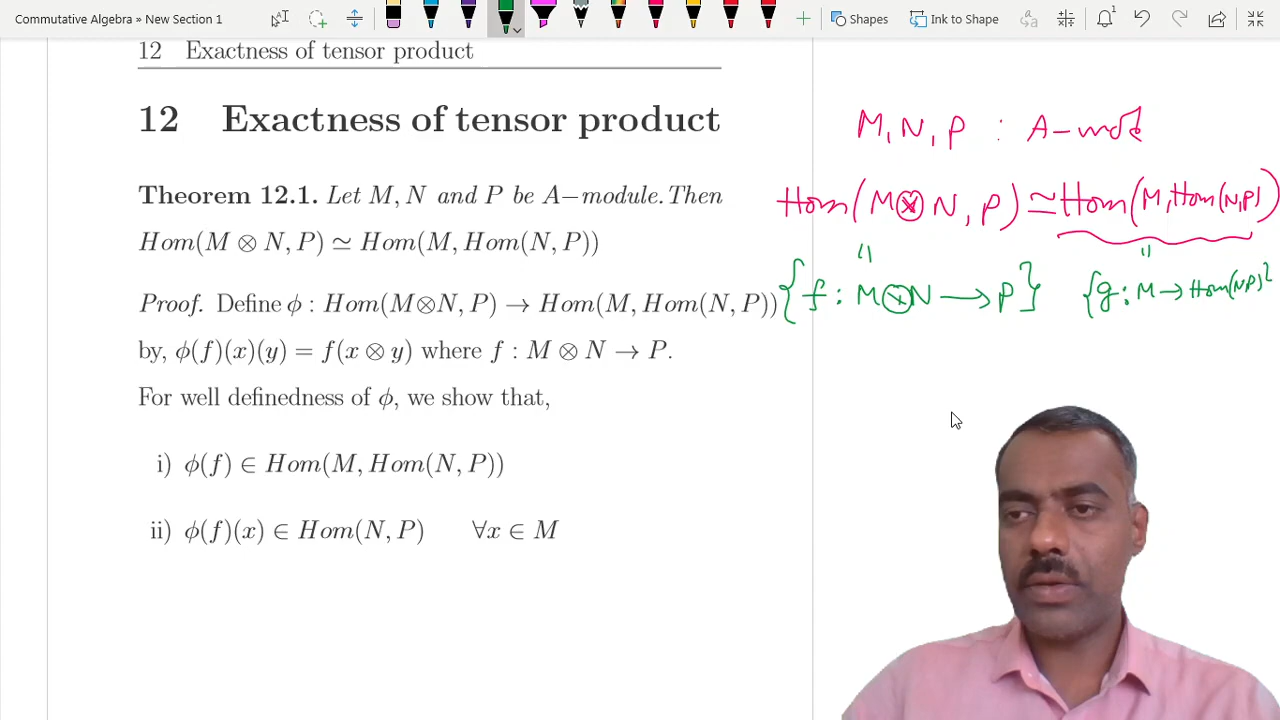 Commutative Algebra » New Section 1
Shapes
Ink to Shape
12 Exactness of tensor product
12 Exactness of tensor product
Theorem 12.1. Let M, N and P be A−module.Then
Hom(M ⊗ N, P) ≃ Hom(M, Hom(N, P))
Proof. Define ϕ : Hom(M⊗N, P) → Hom(M, Hom(N, P))
by, ϕ(f)(x)(y) = f(x ⊗ y) where f : M ⊗ N → P.
For well definedness of ϕ, we show that,
i) ϕ(f) ∈ Hom(M, Hom(N, P))
ii) ϕ(f)(x) ∈ Hom(N, P) ∀x ∈ M
M, N, P : A-mod
Hom(M ⊗ N, P) ≃ Hom(M, Hom(N, P))
= =
{f : M ⊗ N → P} {g : M → Hom(N P)}